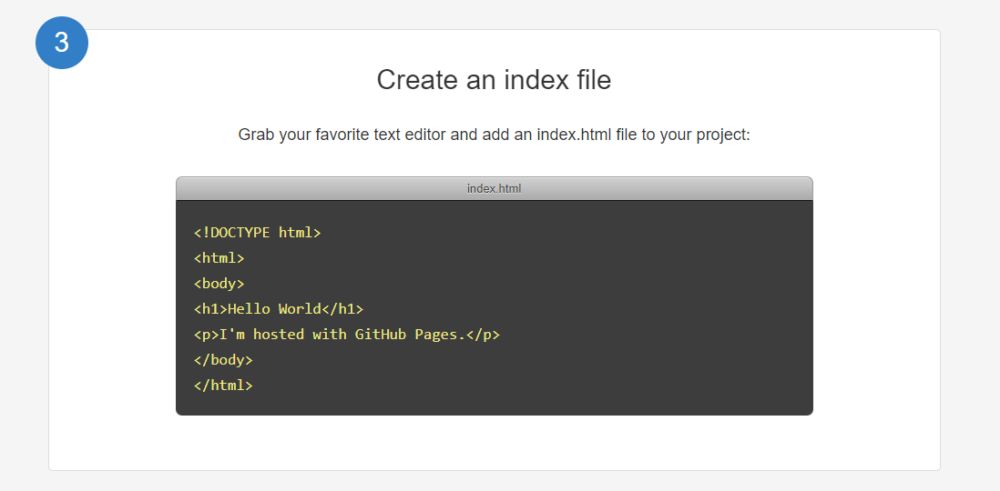 3
Create an index file
Grab your favorite text editor and add an index.html file to your project:
index.html
<!DOCTYPE html>
<html>
<body>
<h1>Hello World</h1>
<p>I'm hosted with GitHub Pages.</p>
</body>
</html>